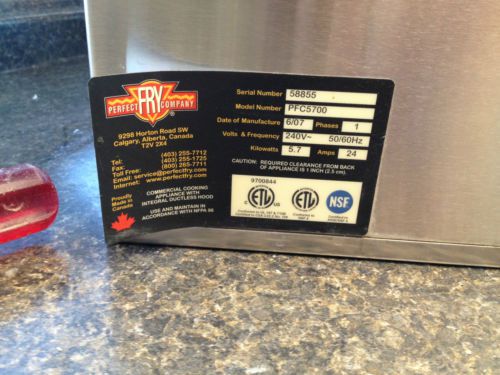 PERFECT FRY COMPANY
9298 Horton Road SW
Calgary, Alberta, Canada
T2V 2X4
Tel: (403) 255-7712
Fax: (403) 255-1725
Toll Free: (800) 265-7711
Email: service@perfectfry.com
Internet: www.perfectfry.com
Proudly
Made in
Canada
COMMERCIAL COOKING
APPLIANCE WITH
INTEGRAL DUCTLESS HOOD
USE AND MAINTAIN IN
ACCORDANCE WITH NFPA 96
Serial Number 58855
Model Number PFC5700
Date of Manufacture 6/07 Phases 1
Volts & Frequency 240V~ 50/60Hz
Kilowatts 5.7 Amps 24
CAUTION: REQUIRED CLEARANCE FROM BACK
OF APPLIANCE IS 1 INCH (2.5 cm).
9700844
ETL
ETL
NSF